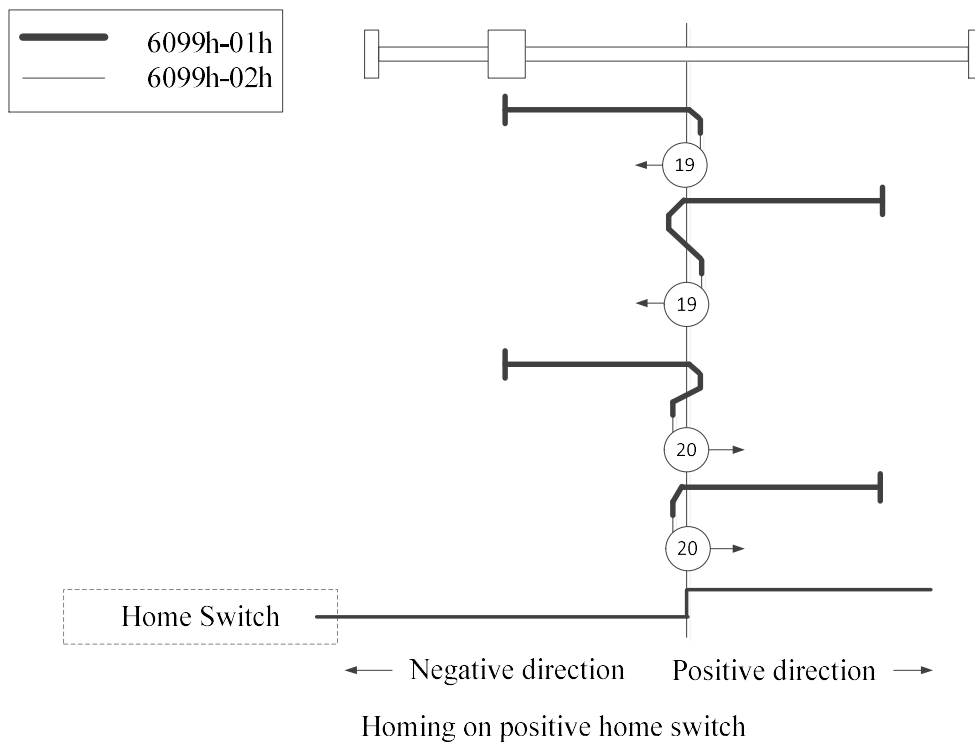 6099h-01h
6099h-02h
19
19
20
20
Home Switch
Negative direction
Positive direction
Homing on positive home switch